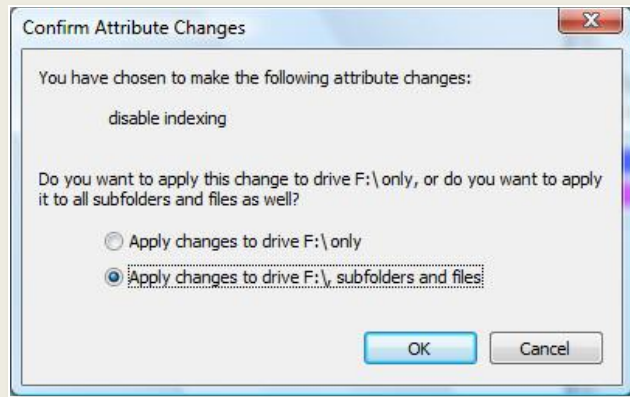 Confirm Attribute Changes
You have chosen to make the following attribute changes:
disable indexing
Do you want to apply this change to drive F:\ only, or do you want to apply
it to all subfolders and files as well?
Apply changes to drive F:\ only
Apply changes to drive F:\, subfolders and files
OK Cancel